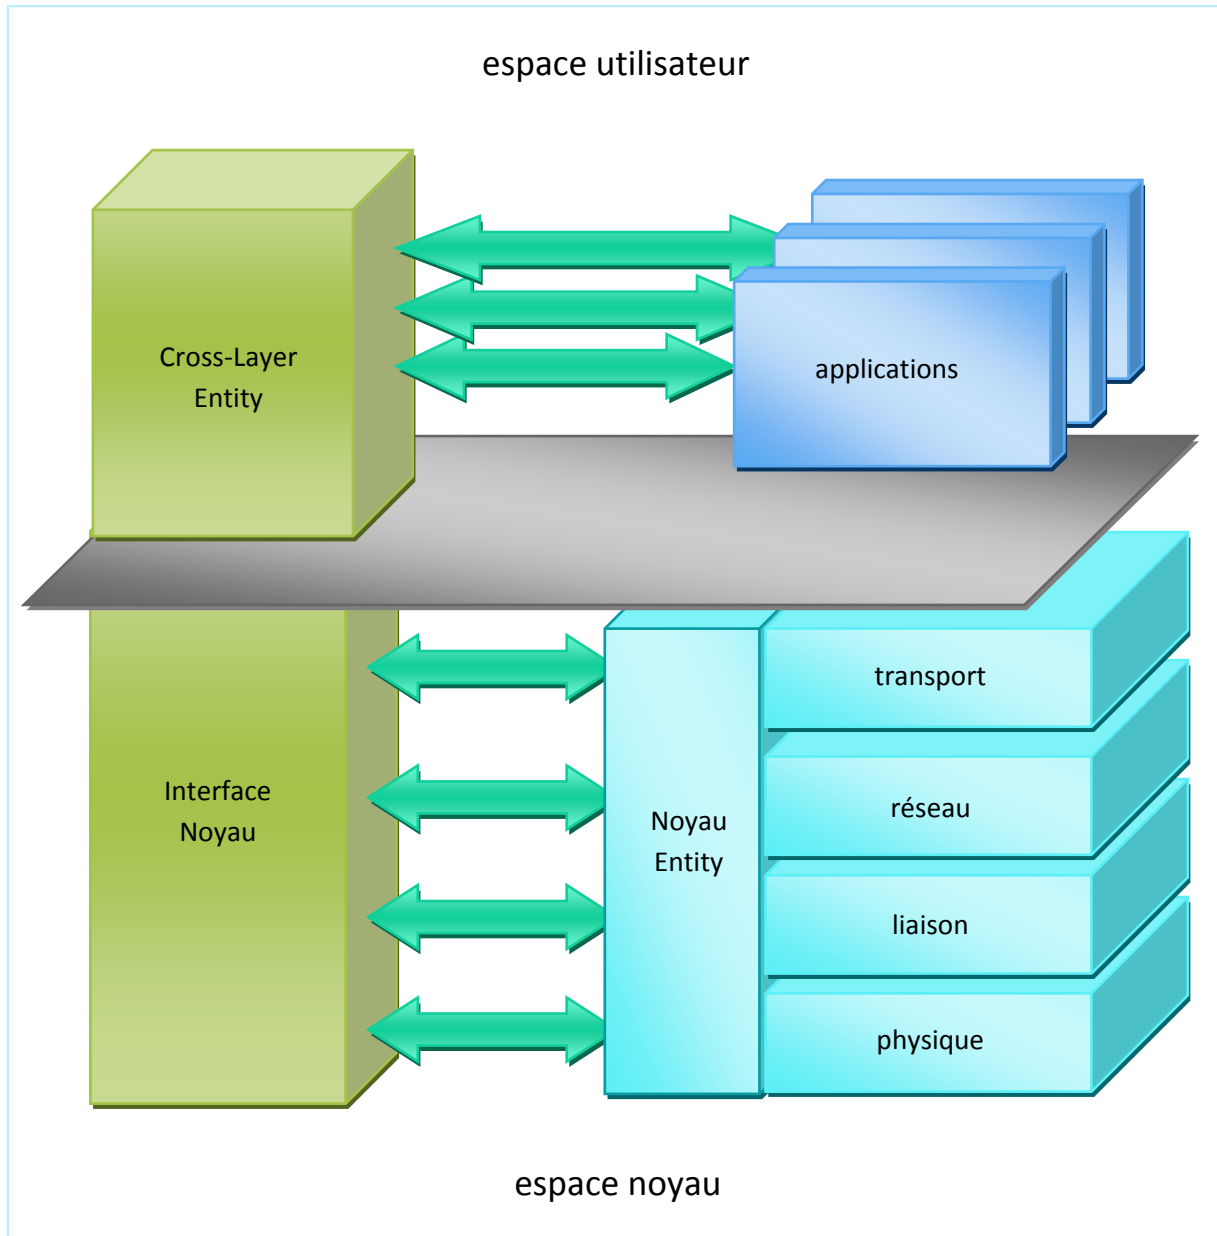 espace utilisateur
Cross-Layer
Entity
applications
transport
Interface
Noyau
réseau
Noyau
Entity
liaison
physique
espace noyau